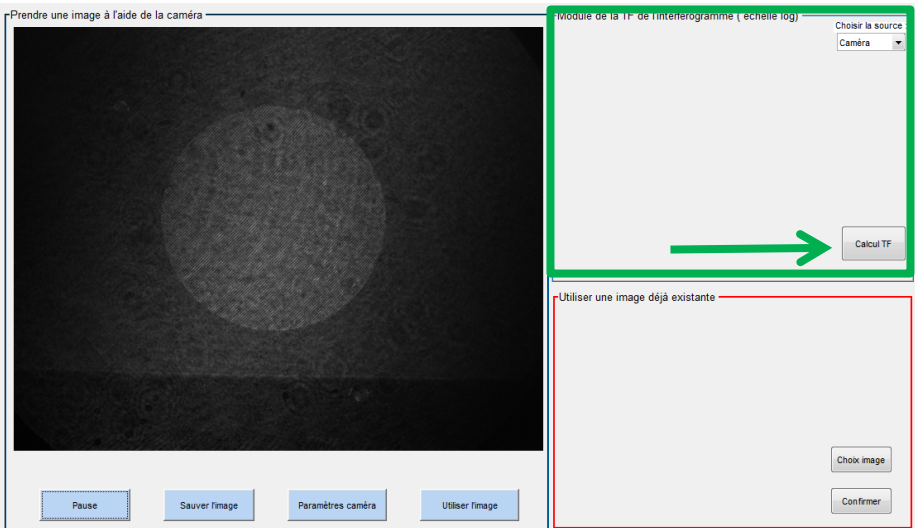 Prendre une image à l'aide de la caméra
Pause
Sauver l'image
Paramètres caméra
Utiliser l'image
Module de la TF de l'interférogramme ( échelle log)
Choisir la source :
Caméra
Calcul TF
Utiliser une image déjà existante
Choix image
Confirmer